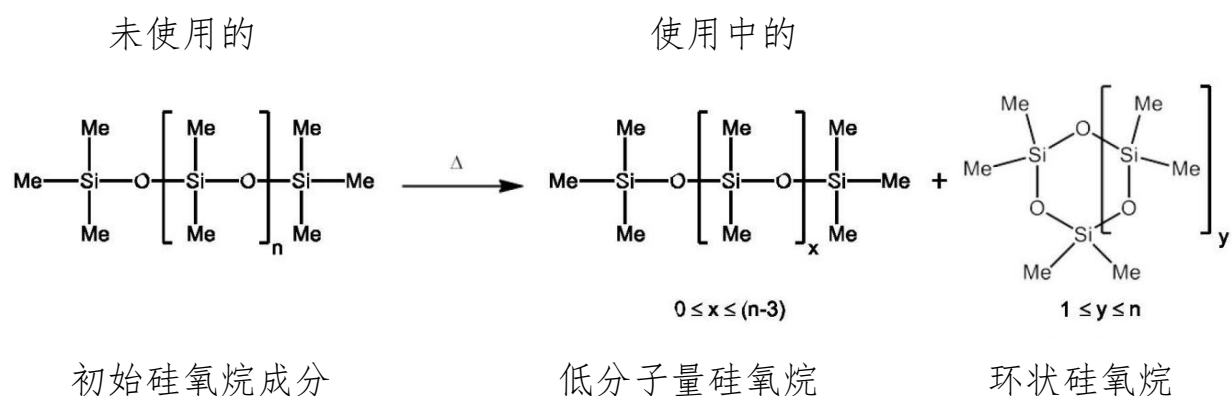 未使用的
使用中的
Me Me Me
Me Si O Si O Si Me
Me Me Me
n
Δ
Me Me Me
Me Si O Si O Si Me
Me Me Me
x
+
Me Me
O
Me Si Si Me
O O
Si
Me Me
y
0 ≤ x ≤ (n-3)
1 ≤ y ≤ n
初始硅氧烷成分
低分子量硅氧烷
环状硅氧烷